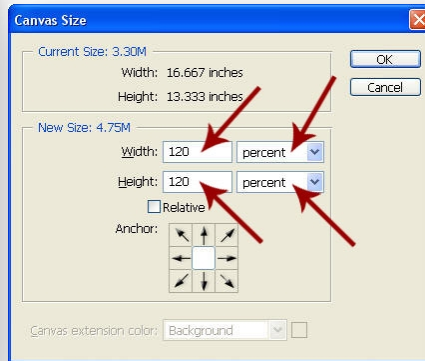 Canvas Size
Current Size: 3.30M
Width: 16.667 inches
Height: 13.333 inches
OK
Cancel
New Size: 4.75M
Width: 120 percent
Height: 120 percent
Relative
Anchor:
Canvas extension color: Background